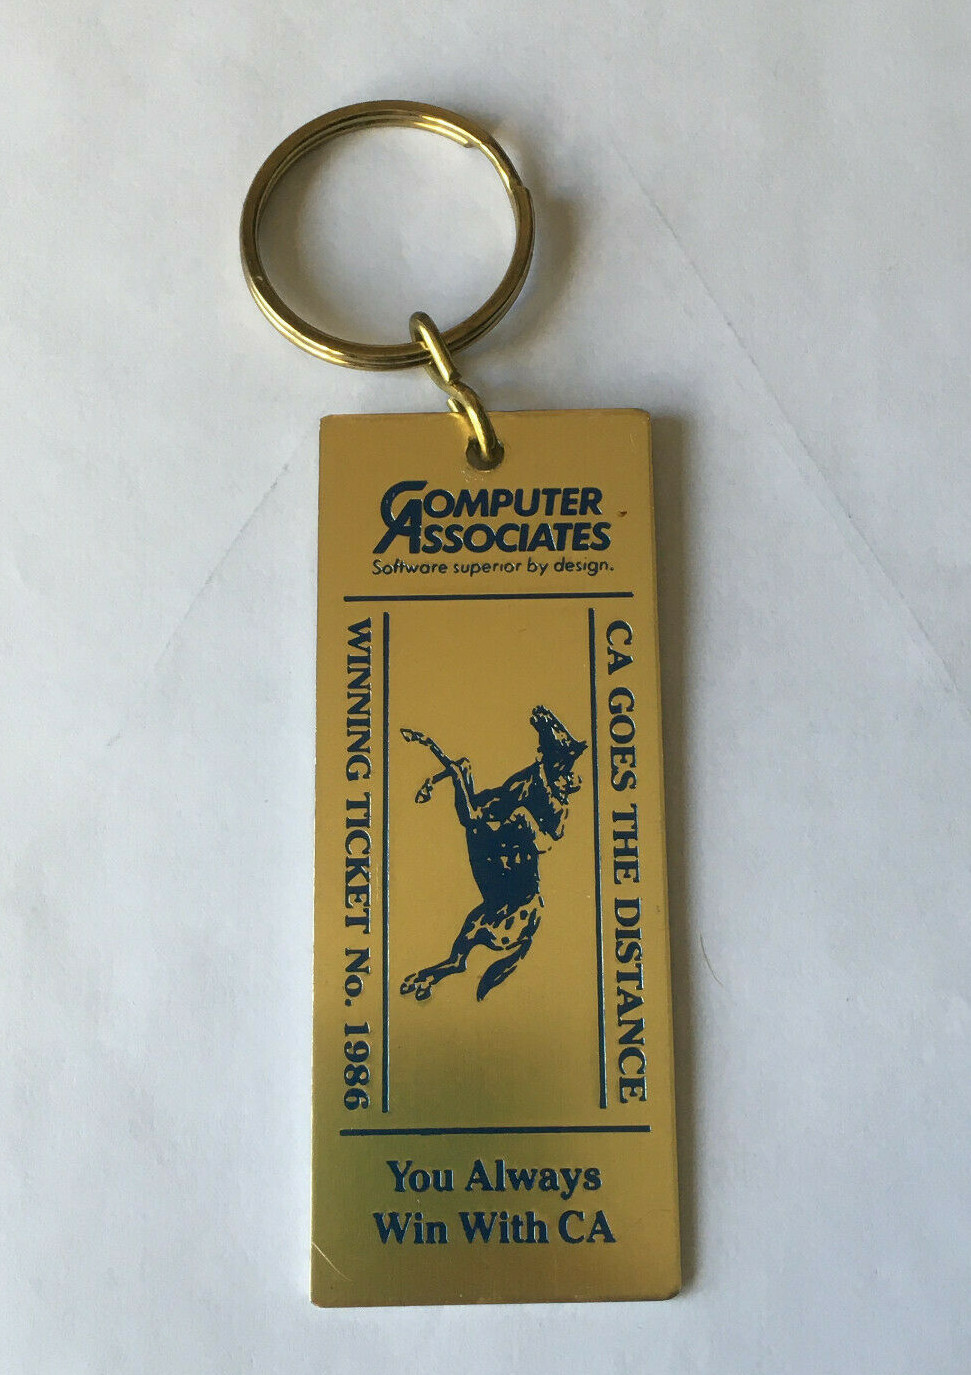 COMPUTER
ASSOCIATES
Software superior by design.
CA GOES THE DISTANCE
WINNING TICKET No. 1986
You Always
Win With CA